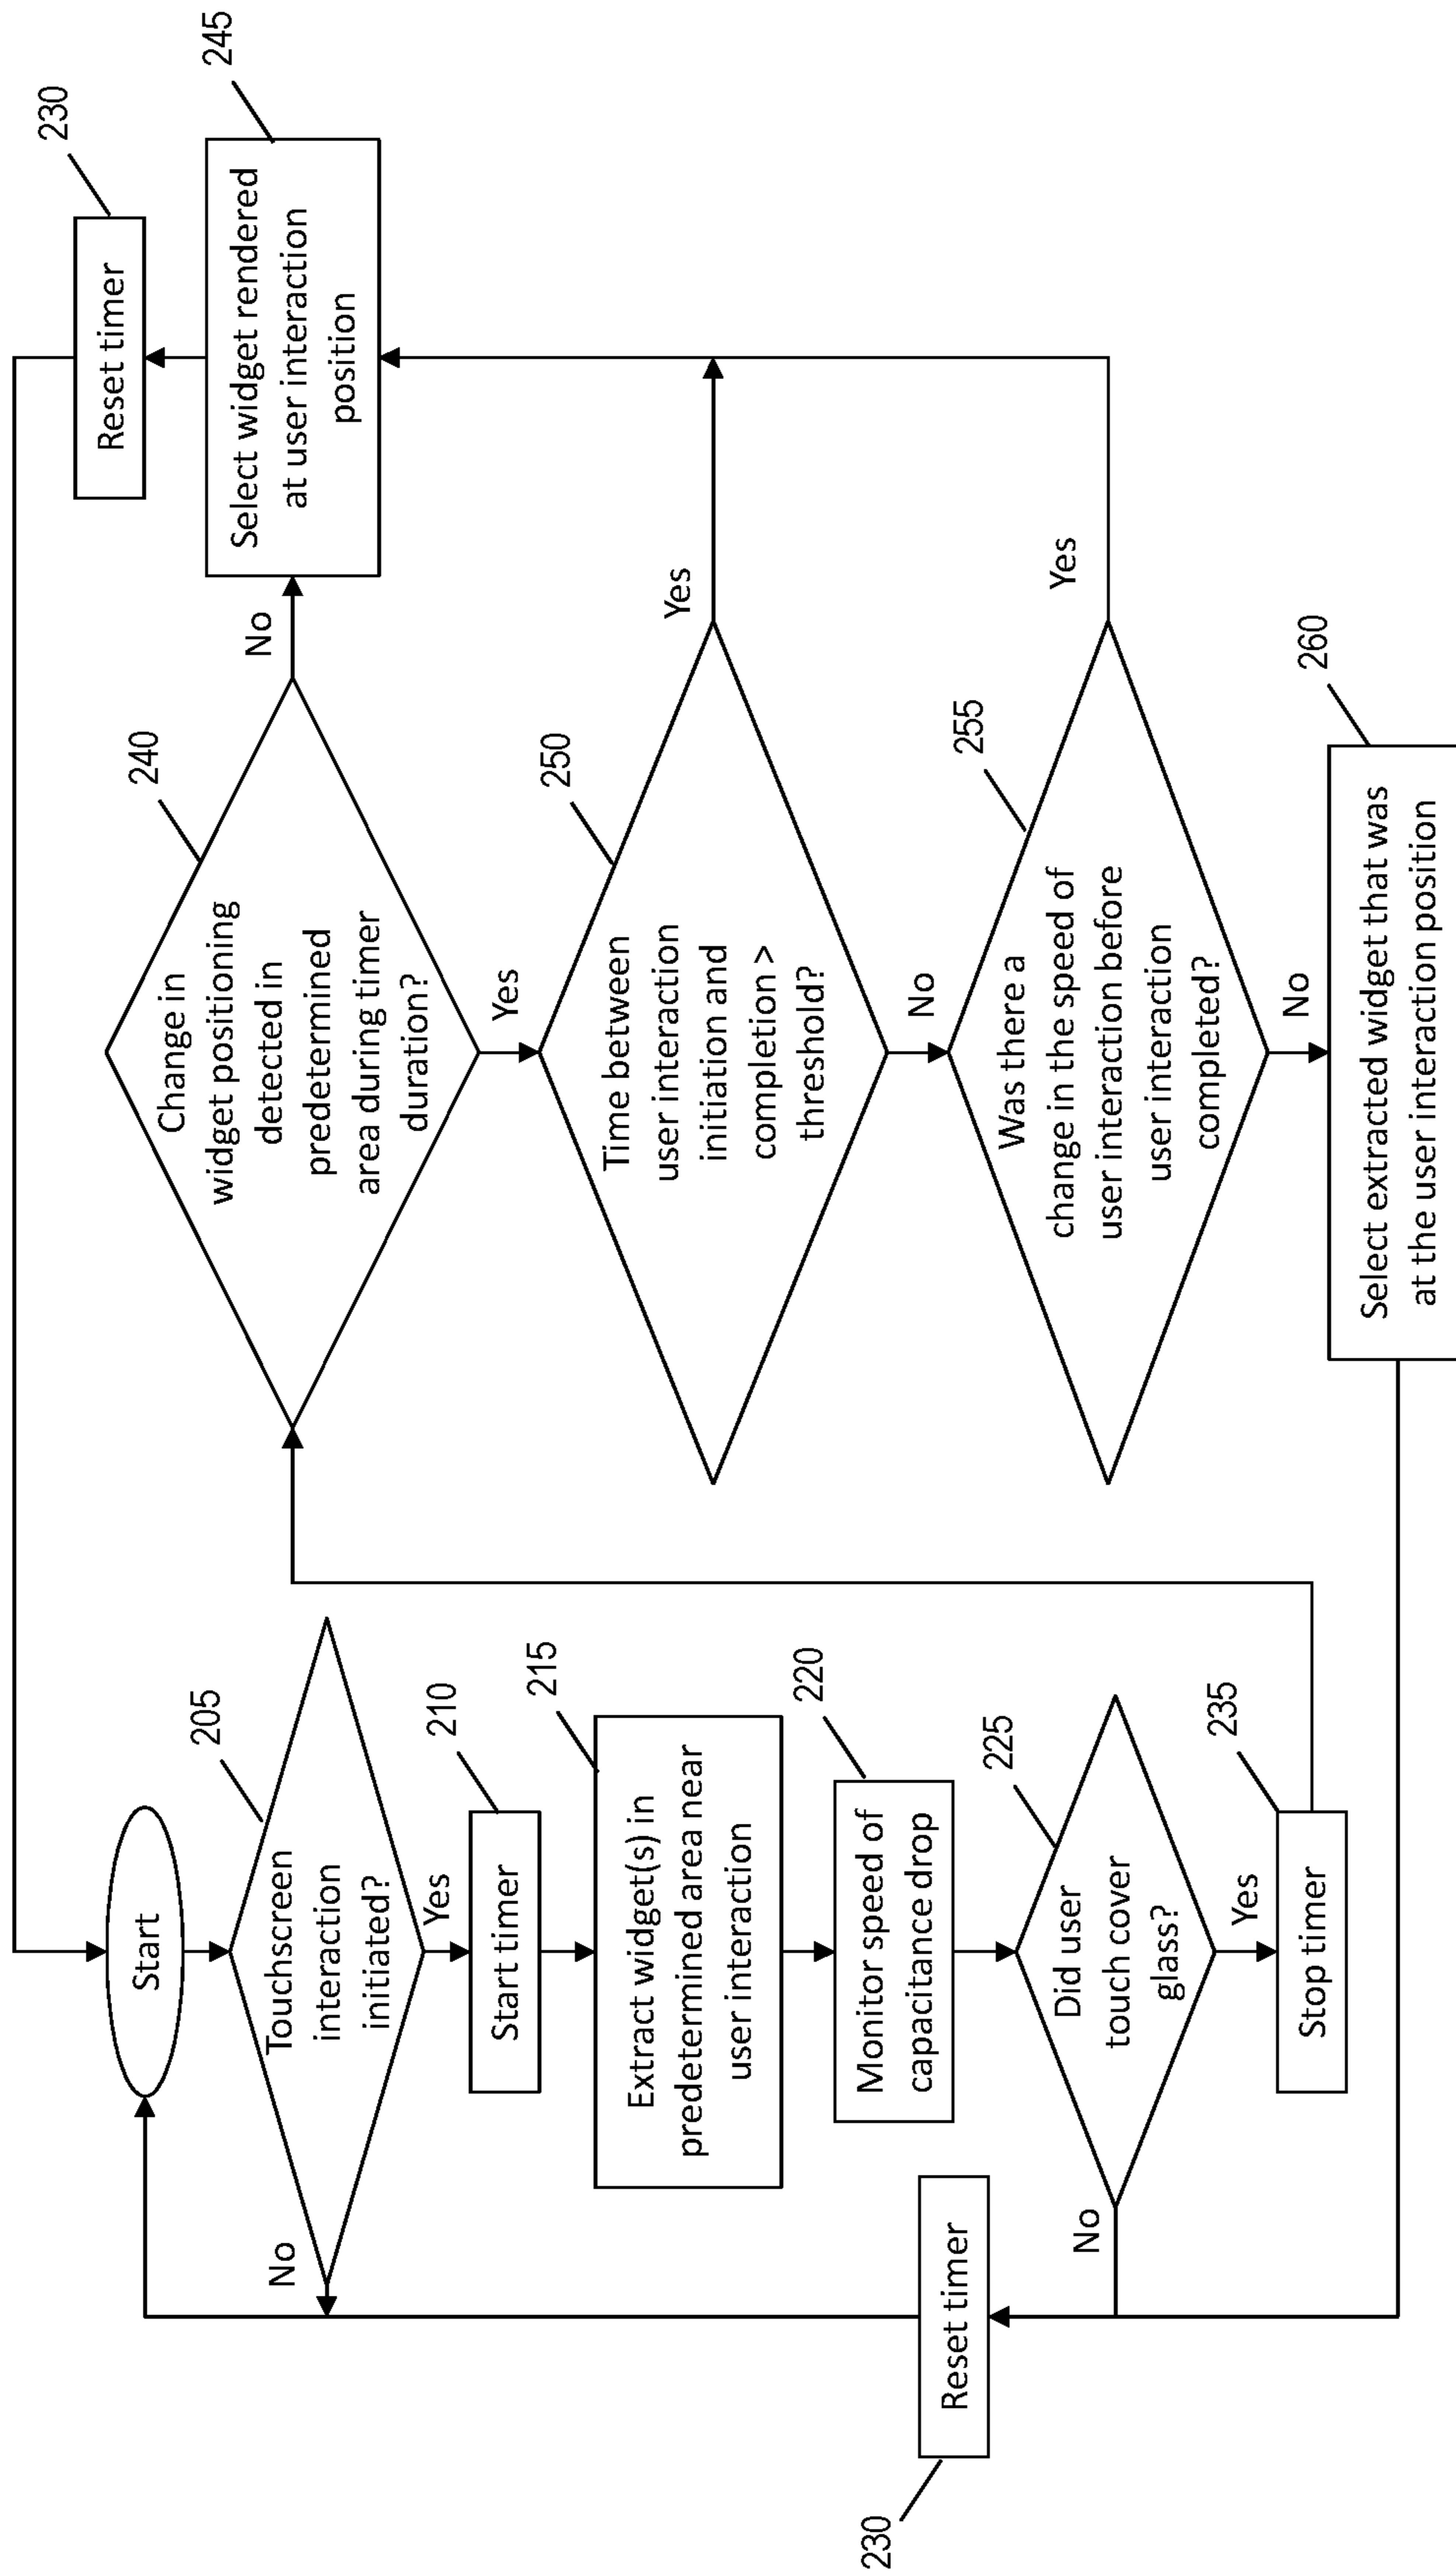 Start
205
Touchscreen
interaction
initiated?
No
Yes
210
Start timer
215
Extract widget(s) in
predetermined area near
user interaction
220
Monitor speed of
capacitance drop
225
Did user
touch cover
glass?
No
Yes
230
Reset timer
235
Stop timer
240
Change in
widget positioning
detected in
predetermined
area during timer
duration?
No
Yes
245
Select widget rendered
at user interaction
position
230
Reset timer
250
Time between
user interaction
initiation and
completion >
threshold?
Yes
No
255
Was there a
change in the speed of
user interaction before
user interaction
completed?
Yes
No
260
Select extracted widget that was
at the user interaction position